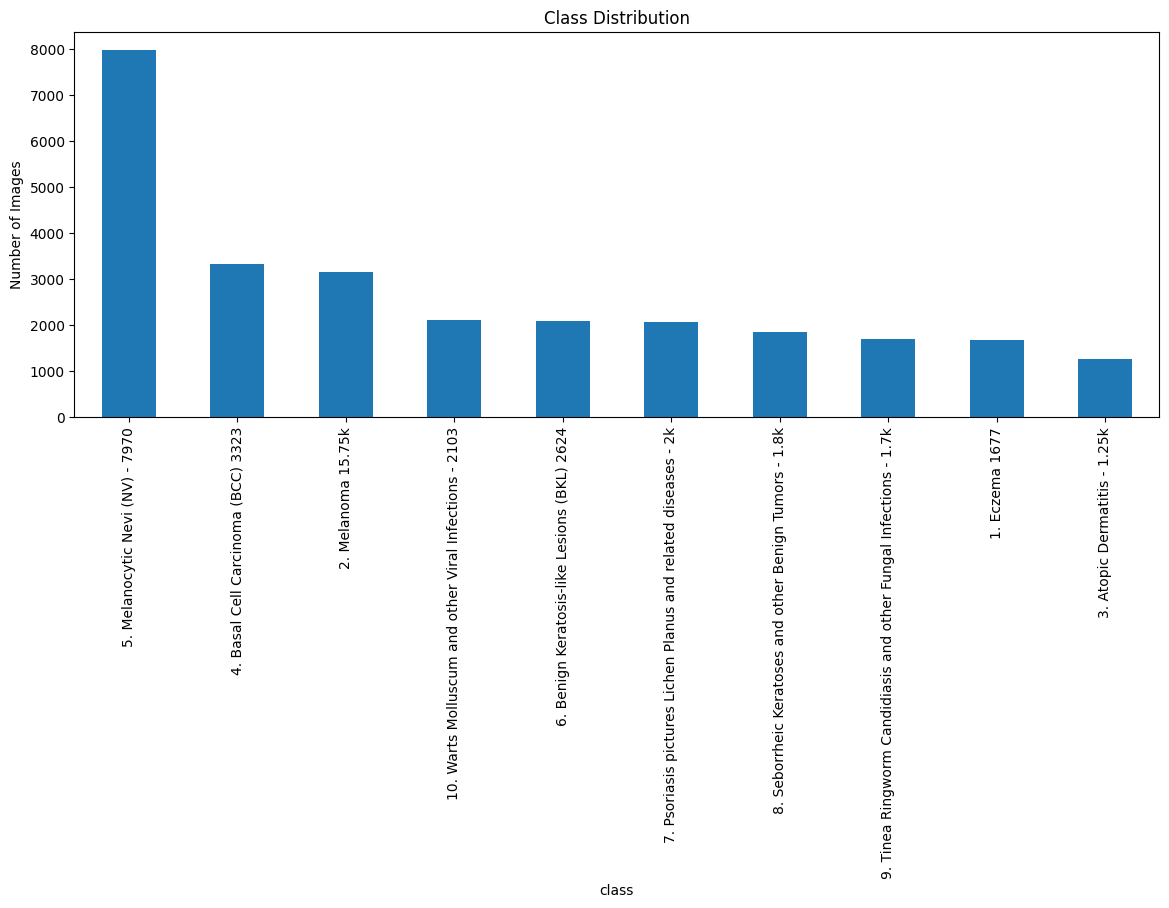 Class Distribution
Number of Images
8000
7000
6000
5000
4000
3000
2000
1000
0
5. Melanocytic Nevi (NV) - 7970
4. Basal Cell Carcinoma (BCC) 3323
2. Melanoma 15.75k
10. Warts Molluscum and other Viral Infections - 2103
6. Benign Keratosis-like Lesions (BKL) 2624
7. Psoriasis pictures Lichen Planus and related diseases - 2k
8. Seborrheic Keratoses and other Benign Tumors - 1.8k
9. Tinea Ringworm Candidiasis and other Fungal Infections - 1.7k
1. Eczema 1677
3. Atopic Dermatitis - 1.25k
class